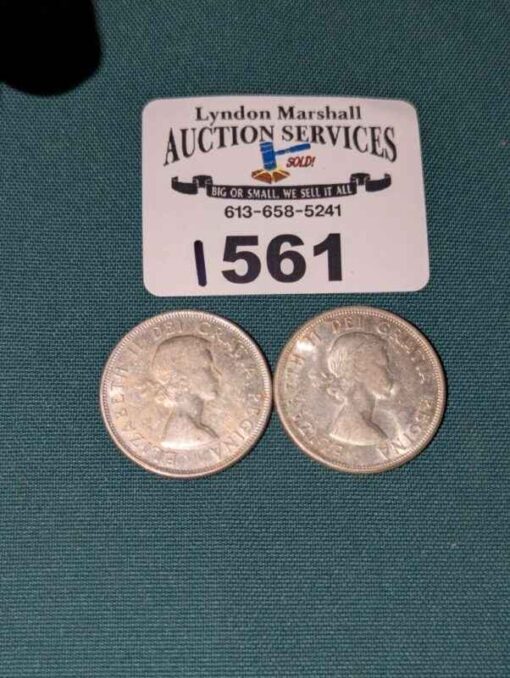 Lyndon Marshall
AUCTION SERVICES
SOLD!
BIG OR SMALL, WE SELL IT ALL
613-658-5241
1561
ELIZABETH II DEI GRATIA REGINA
ELIZABETH II DEI GRATIA REGINA